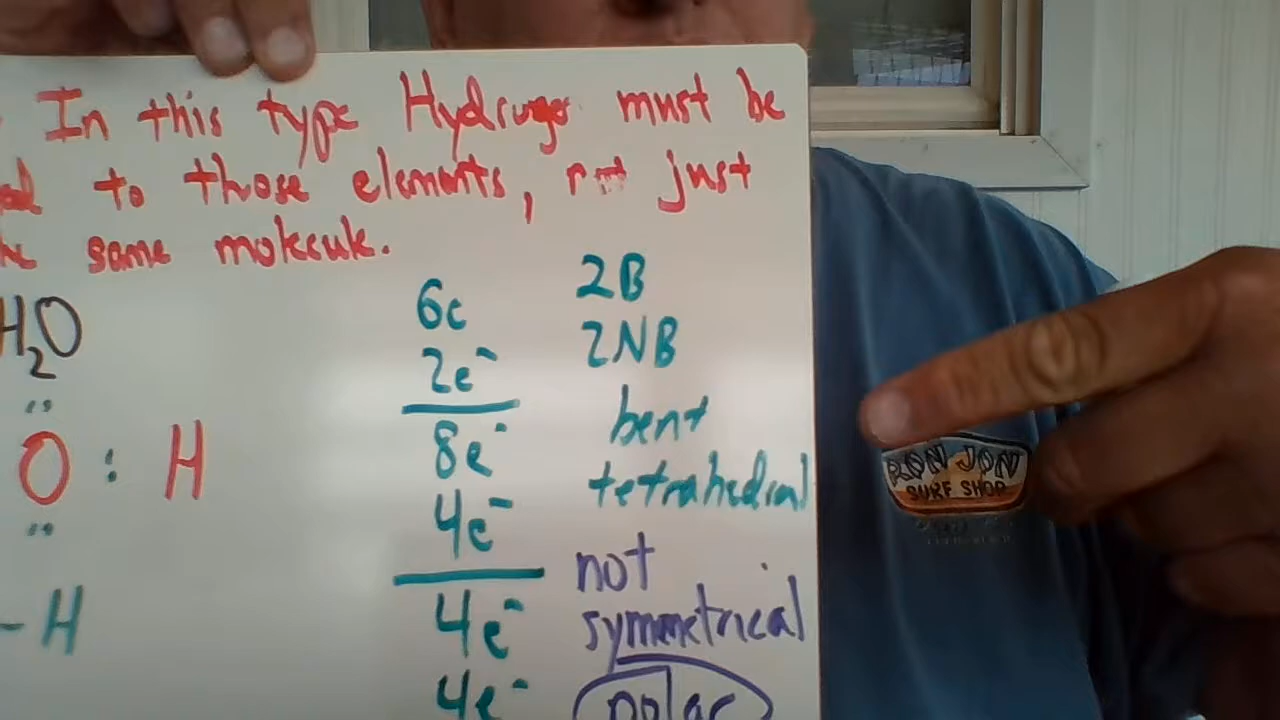 In this type Hydrogen must be
to those elements, not just
same molecule.
H2O
O : H
- H
6e
2e-
8e-
4e-
4e-
4e-
2B
2NB
bent
tetrahedral
not
symmetrical
polar
RON JON
SURF SHOP